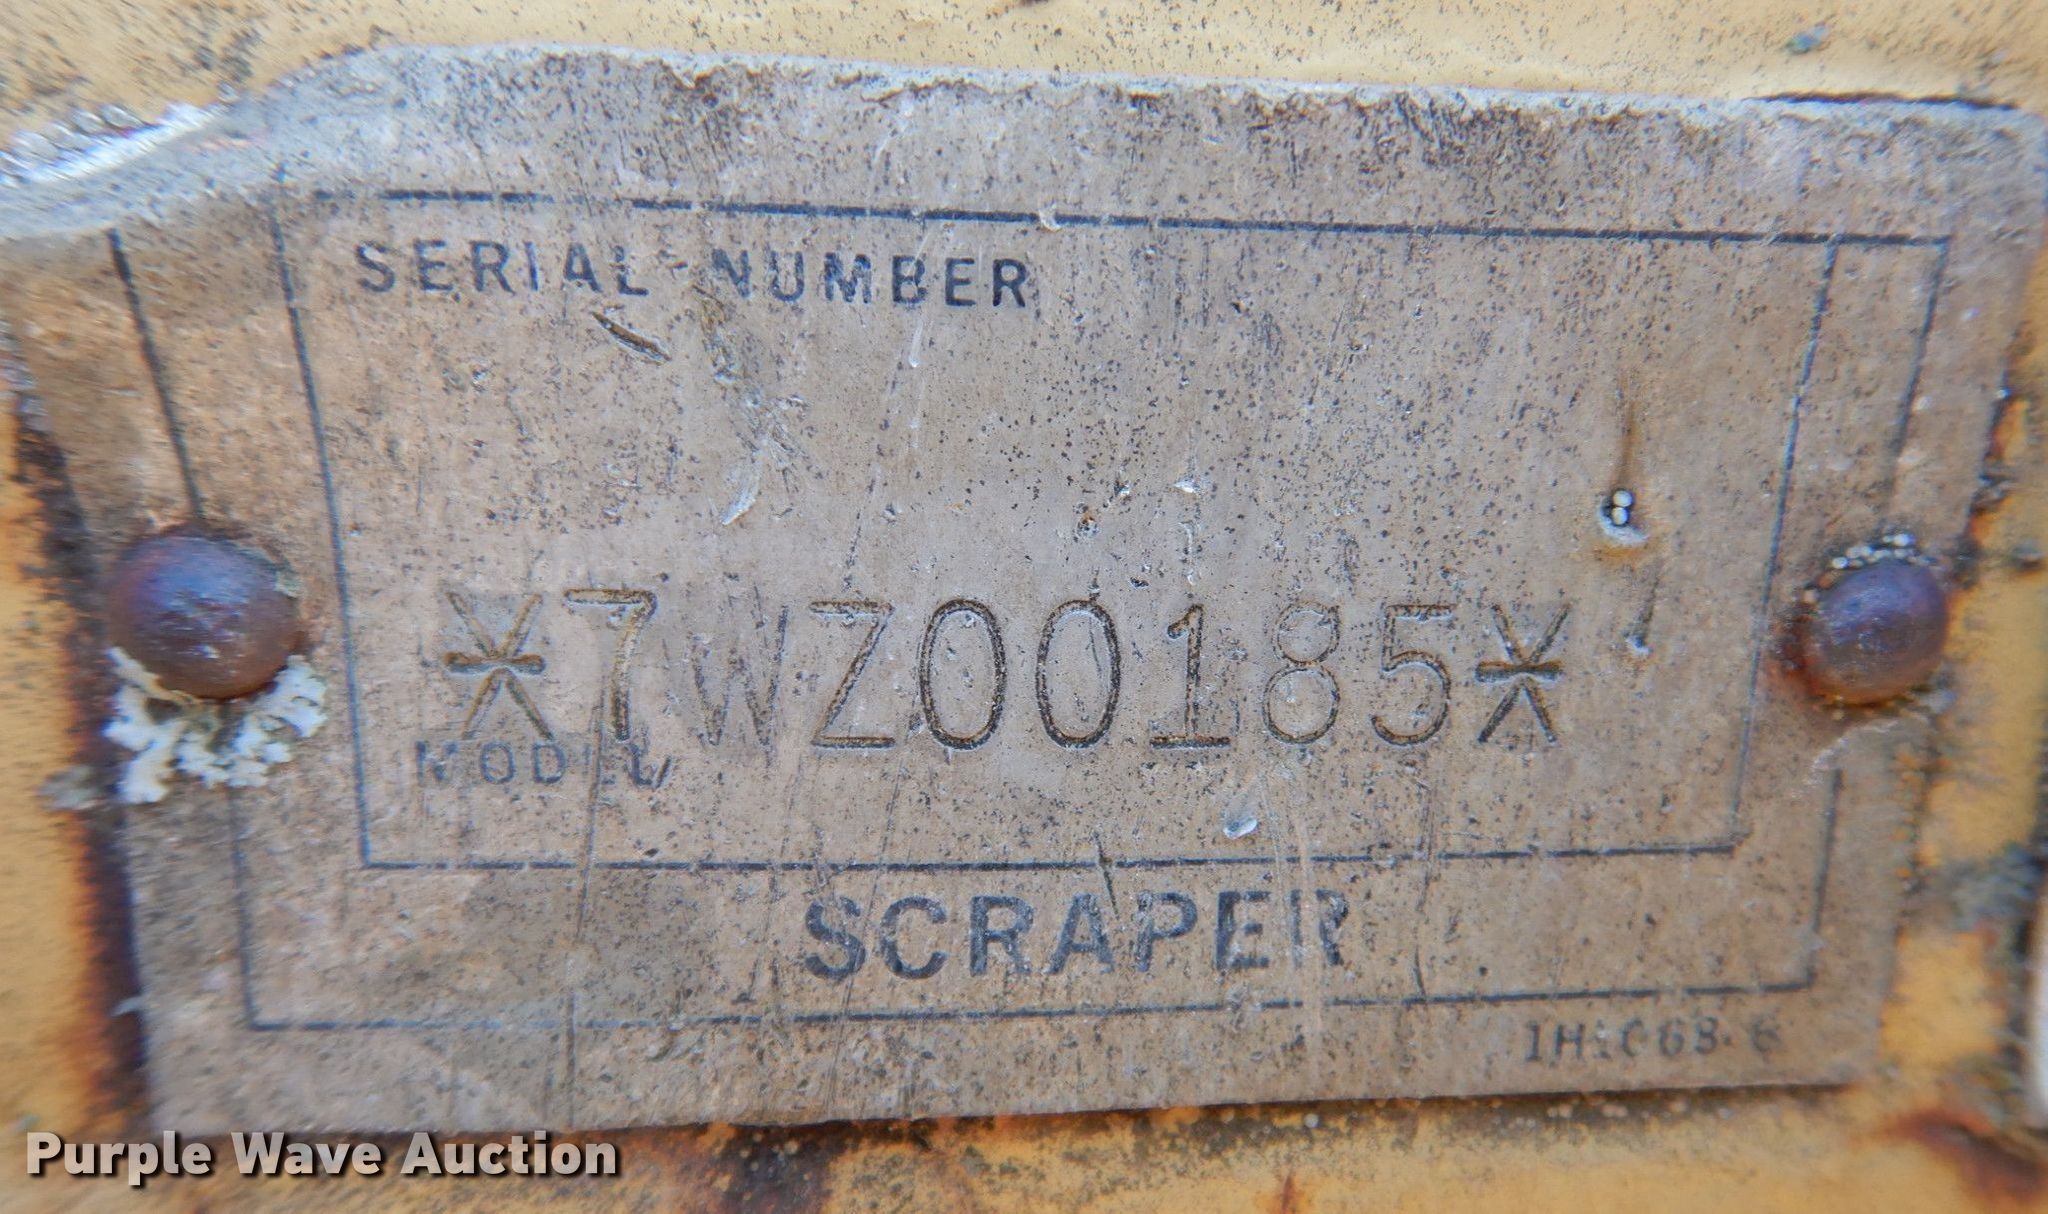 SERIAL NUMBER
*7WZ00185*
MODEL
SCRAPER
Purple Wave Auction